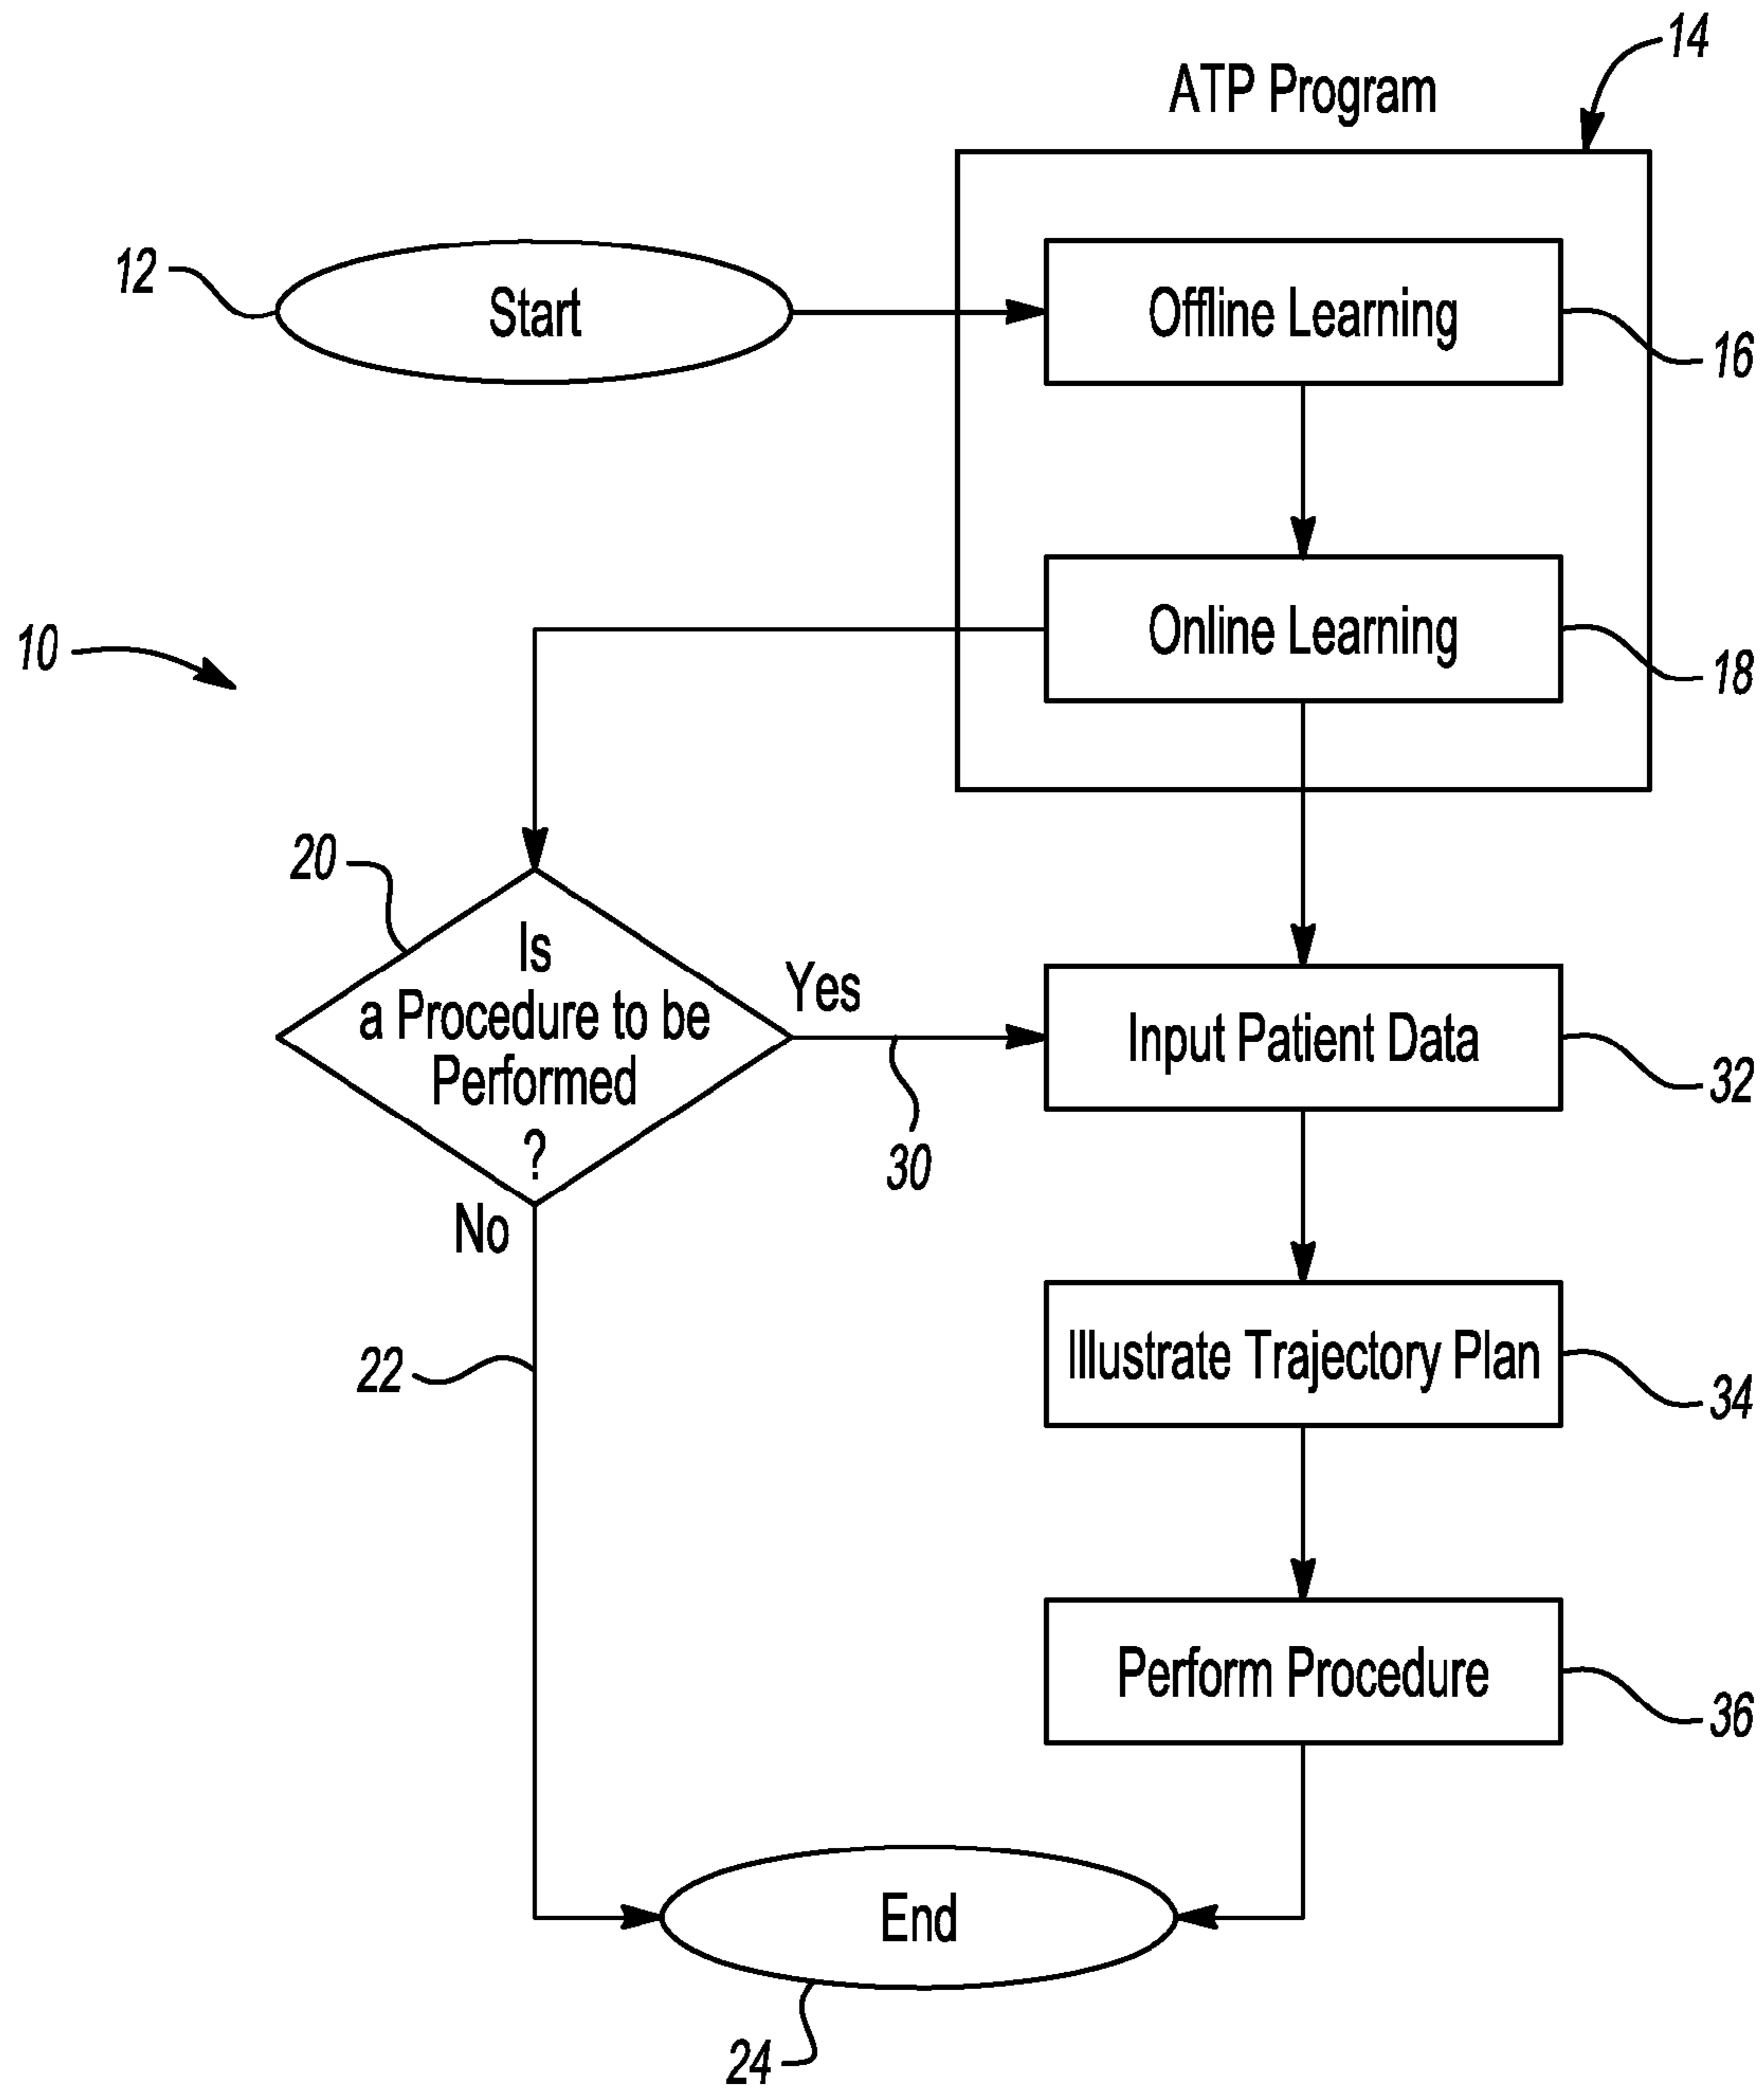 14
ATP Program
12
Start
Offline Learning
16
10
Online Learning
18
20
Is
a Procedure to be
Performed
?
Yes
30
Input Patient Data
32
No
22
Illustrate Trajectory Plan
34
Perform Procedure
36
End
24